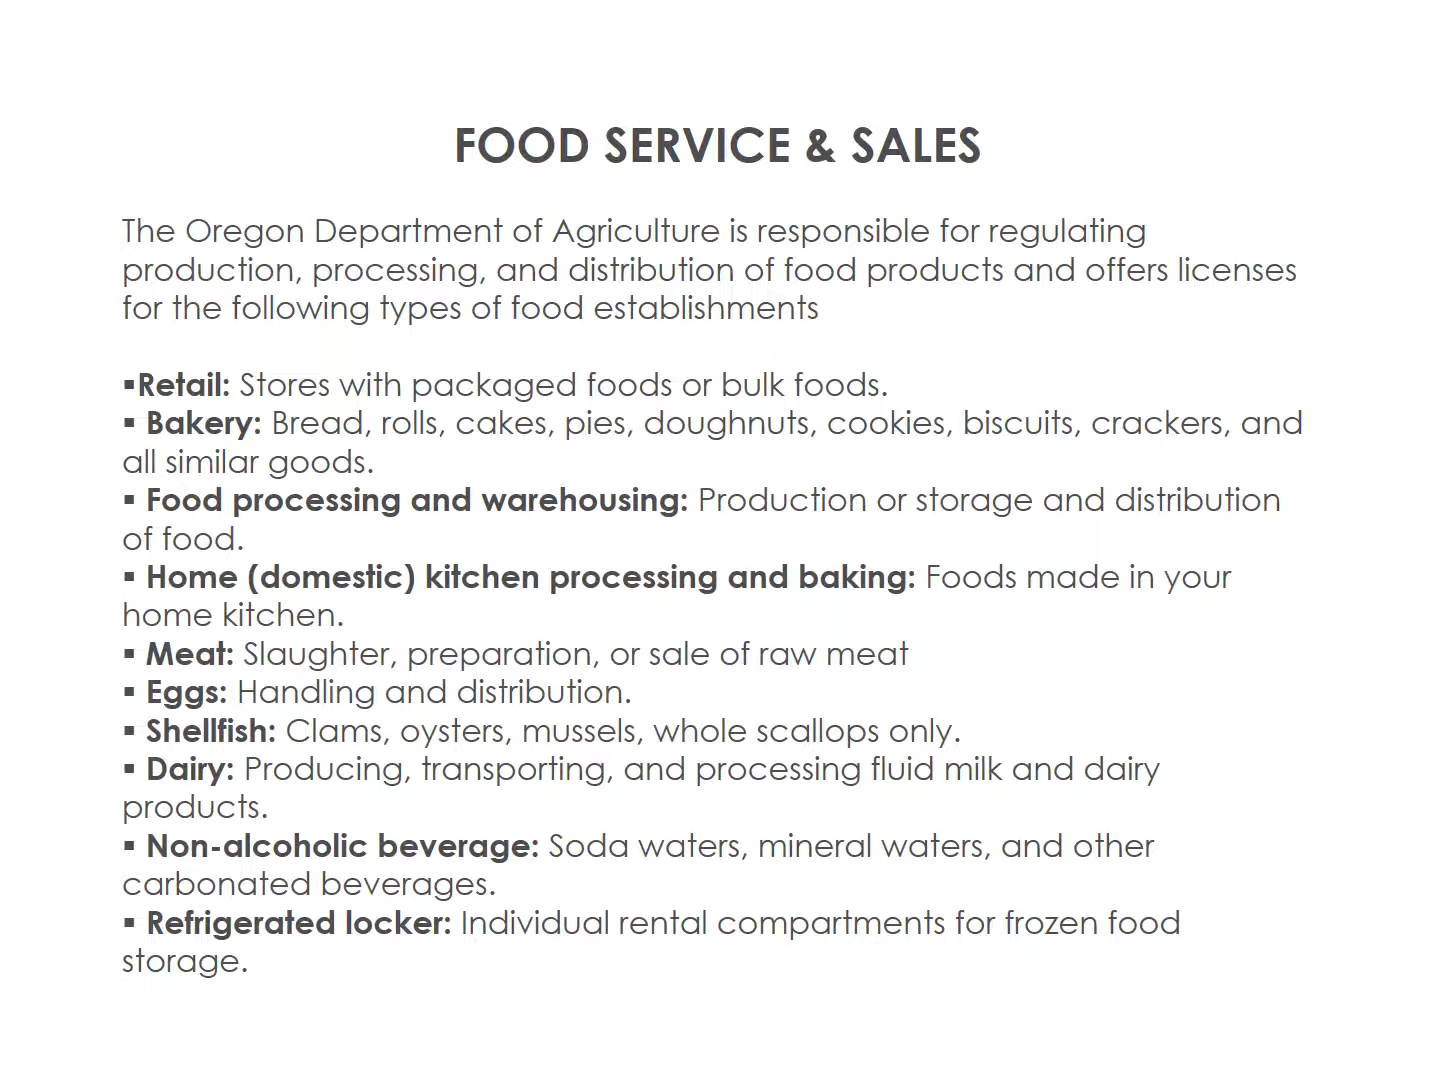 FOOD SERVICE & SALES
The Oregon Department of Agriculture is responsible for regulating
production, processing, and distribution of food products and offers licenses
for the following types of food establishments
▪Retail: Stores with packaged foods or bulk foods.
▪ Bakery: Bread, rolls, cakes, pies, doughnuts, cookies, biscuits, crackers, and
all similar goods.
▪ Food processing and warehousing: Production or storage and distribution
of food.
▪ Home (domestic) kitchen processing and baking: Foods made in your
home kitchen.
▪ Meat: Slaughter, preparation, or sale of raw meat
▪ Eggs: Handling and distribution.
▪ Shellfish: Clams, oysters, mussels, whole scallops only.
▪ Dairy: Producing, transporting, and processing fluid milk and dairy
products.
▪ Non-alcoholic beverage: Soda waters, mineral waters, and other
carbonated beverages.
▪ Refrigerated locker: Individual rental compartments for frozen food
storage.